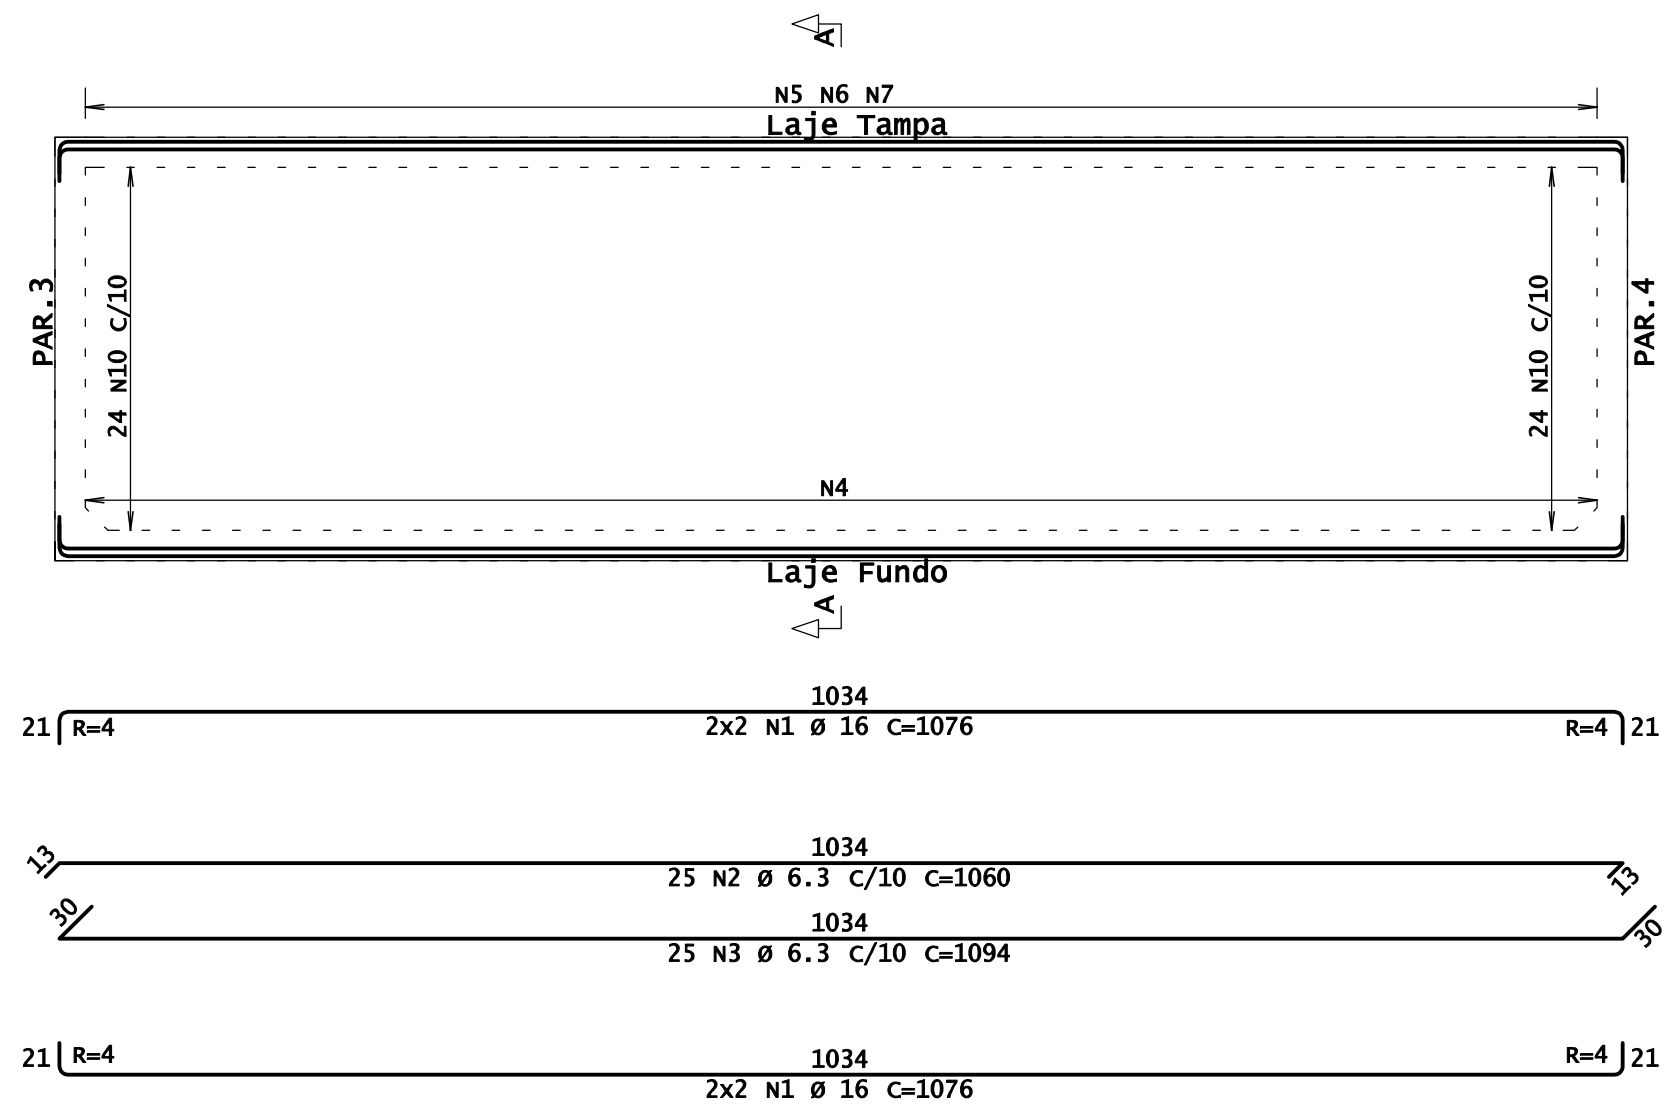 A
N5 N6 N7
Laje Tampa
PAR.3
24 N10 C/10
24 N10 C/10
PAR.4
N4
Laje Fundo
A
1034
21 R=4 2x2 N1 Ø 16 C=1076 R=4 21
13 1034 13
25 N2 Ø 6.3 C/10 C=1060
30 1034 30
25 N3 Ø 6.3 C/10 C=1094
21 R=4 1034 R=4 21
2x2 N1 Ø 16 C=1076